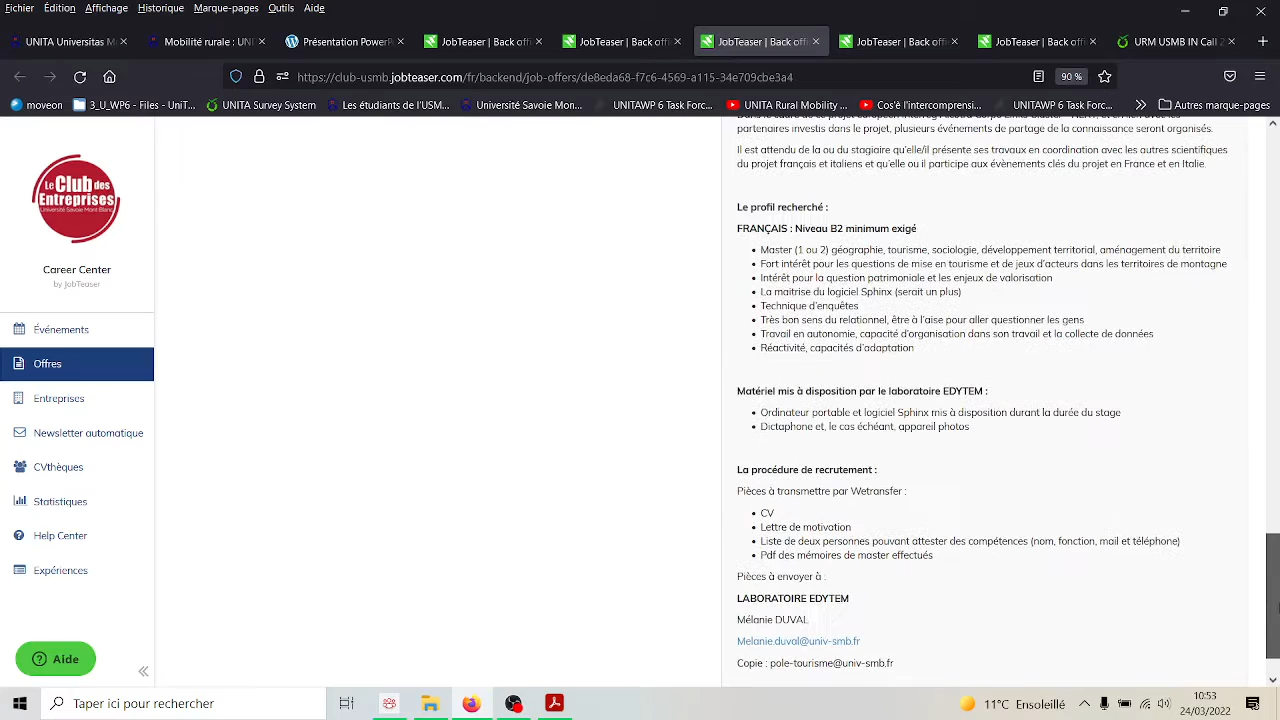 Fichier Édition Affichage Historique Marque-pages Outils Aide
UNITA Universitas M
Mobilité rurale : UNI
Présentation PowerP
JobTeaser | Back offi
JobTeaser | Back offi
JobTeaser | Back offi
JobTeaser | Back offi
JobTeaser | Back offi
URM USMB IN Call 2
https://club-usmb.jobteaser.com/fr/backend/job-offers/de8eda68-f7c6-4569-a115-34e709cbe3a4
90 %
moveon
3_U_WP6 - Files - UniT...
UNITA Survey System
Les étudiants de l'USM...
Université Savoie Mon...
UNITAWP 6 Task Forc...
UNITA Rural Mobility ...
Cos'è l'intercomprensi...
UNITAWP 6 Task Forc...
Autres marque-pages
Le Club des
Entreprises
Université Savoie Mont Blanc
Career Center
by JobTeaser
Événements
Offres
Entreprises
Newsletter automatique
CVthèques
Statistiques
Help Center
Expériences
Aide
partenaires investis dans le projet, plusieurs événements de partage de la connaissance seront organisés.
Il est attendu de la ou du stagiaire qu'elle/il présente ses travaux en coordination avec les autres scientifiques
du projet français et italiens et qu'elle ou il participe aux évènements clés du projet en France et en Italie.
Le profil recherché :
FRANÇAIS : Niveau B2 minimum exigé
• Master (1 ou 2) géographie, tourisme, sociologie, développement territorial, aménagement du territoire
• Fort intérêt pour les questions de mise en tourisme et de jeux d'acteurs dans les territoires de montagne
• Intérêt pour la question patrimoniale et les enjeux de valorisation
• La maitrise du logiciel Sphinx (serait un plus)
• Technique d'enquêtes
• Très bon sens du relationnel, être à l'aise pour aller questionner les gens
• Travail en autonomie, capacité d'organisation dans son travail et la collecte de données
• Réactivité, capacités d'adaptation
Matériel mis à disposition par le laboratoire EDYTEM :
• Ordinateur portable et logiciel Sphinx mis à disposition durant la durée du stage
• Dictaphone et, le cas échéant, appareil photos
La procédure de recrutement :
Pièces à transmettre par Wetransfer :
• CV
• Lettre de motivation
• Liste de deux personnes pouvant attester des compétences (nom, fonction, mail et téléphone)
• Pdf des mémoires de master effectués
Pièces à envoyer à :
LABORATOIRE EDYTEM
Mélanie DUVAL
Melanie.duval@univ-smb.fr
Copie : pole-tourisme@univ-smb.fr
Taper ici pour rechercher
11°C Ensoleillé
10:53
24/03/2022